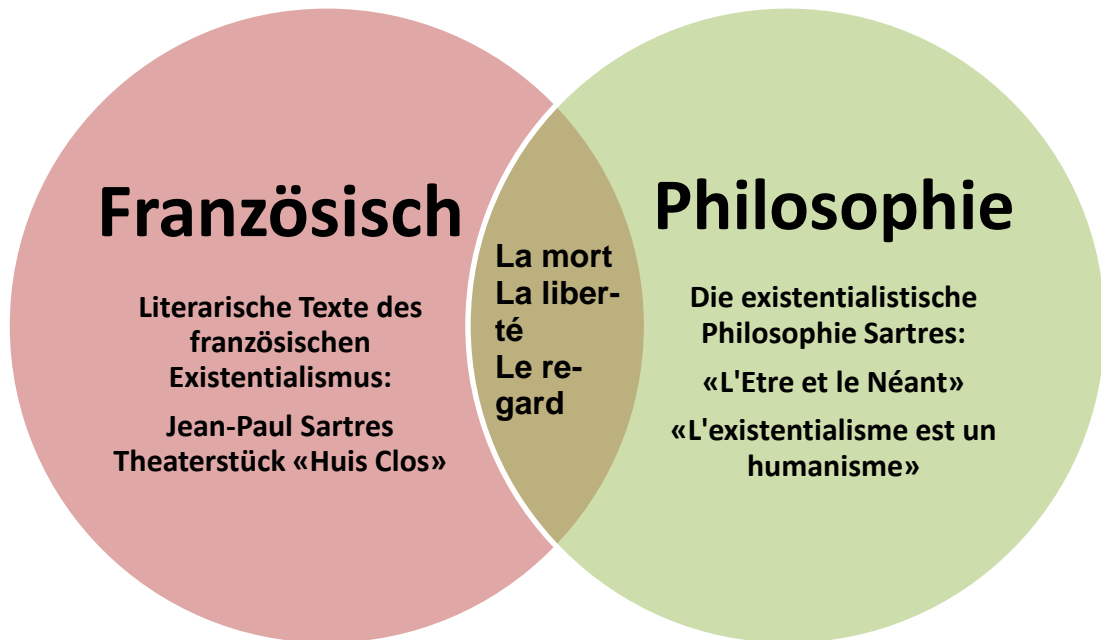 Französisch
Literarische Texte des
französischen
Existentialismus:
Jean-Paul Sartres
Theaterstück «Huis Clos»
La mort
La liber-
té
Le re-
gard
Philosophie
Die existentialistische
Philosophie Sartres:
«L'Etre et le Néant»
«L'existentialisme est un
humanisme»